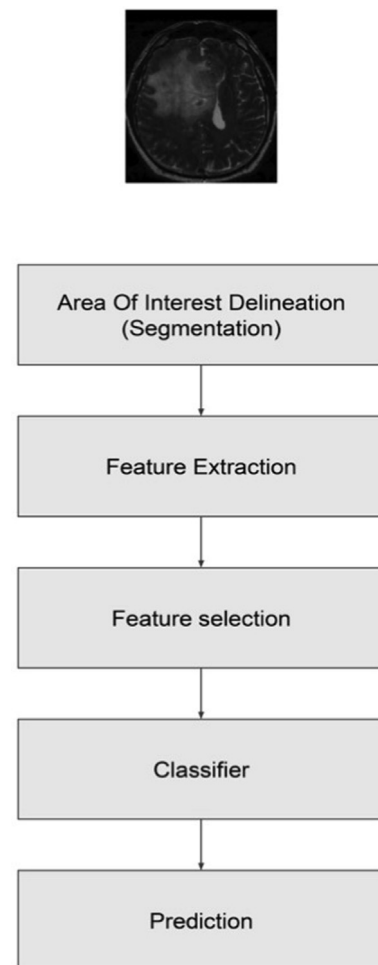 Area Of Interest Delineation
(Segmentation)
Feature Extraction
Feature selection
Classifier
Prediction